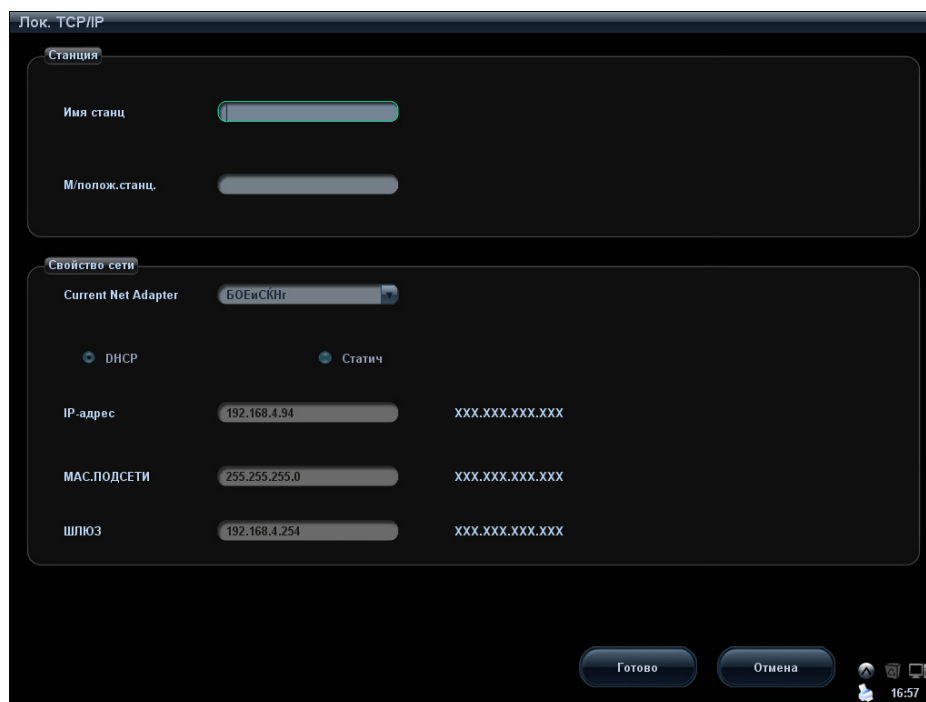 Лок. TCP/IP
Станция
Имя станц
М/полож.станц.
Свойство сети
Current Net Adapter БОЕиСЌНг
DHCP Статич
IP-адрес 192.168.4.94 XXX.XXX.XXX.XXX
МАС.ПОДСЕТИ 255.255.255.0 XXX.XXX.XXX.XXX
ШЛЮЗ 192.168.4.254 XXX.XXX.XXX.XXX
Готово Отмена
16:57